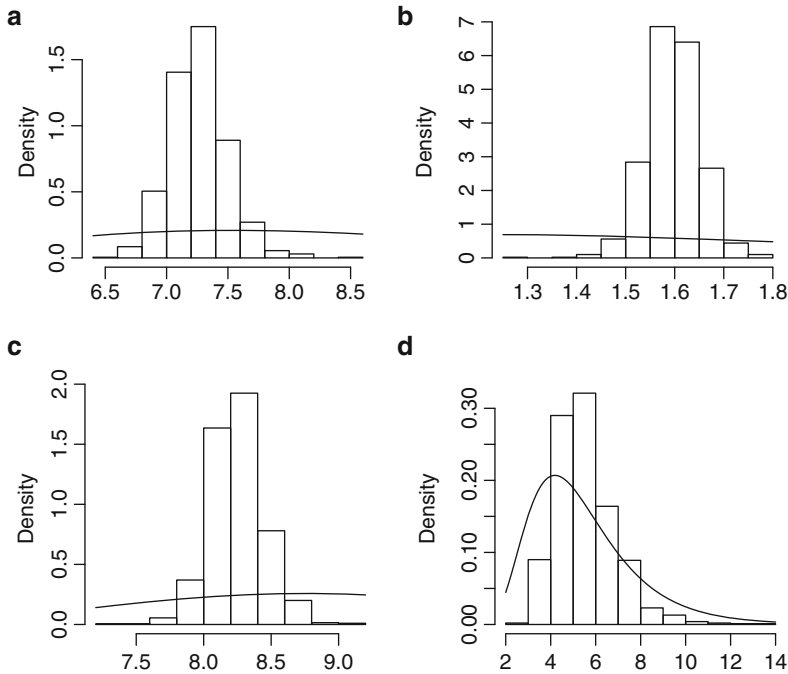 a
Density
0.0 0.5 1.0 1.5
6.5 7.0 7.5 8.0 8.5
b
Density
0 1 2 3 4 5 6 7
1.3 1.4 1.5 1.6 1.7 1.8
c
Density
0.0 0.5 1.0 1.5 2.0
7.5 8.0 8.5 9.0
d
Density
0.00 0.10 0.20 0.30
2 4 6 8 10 12 14